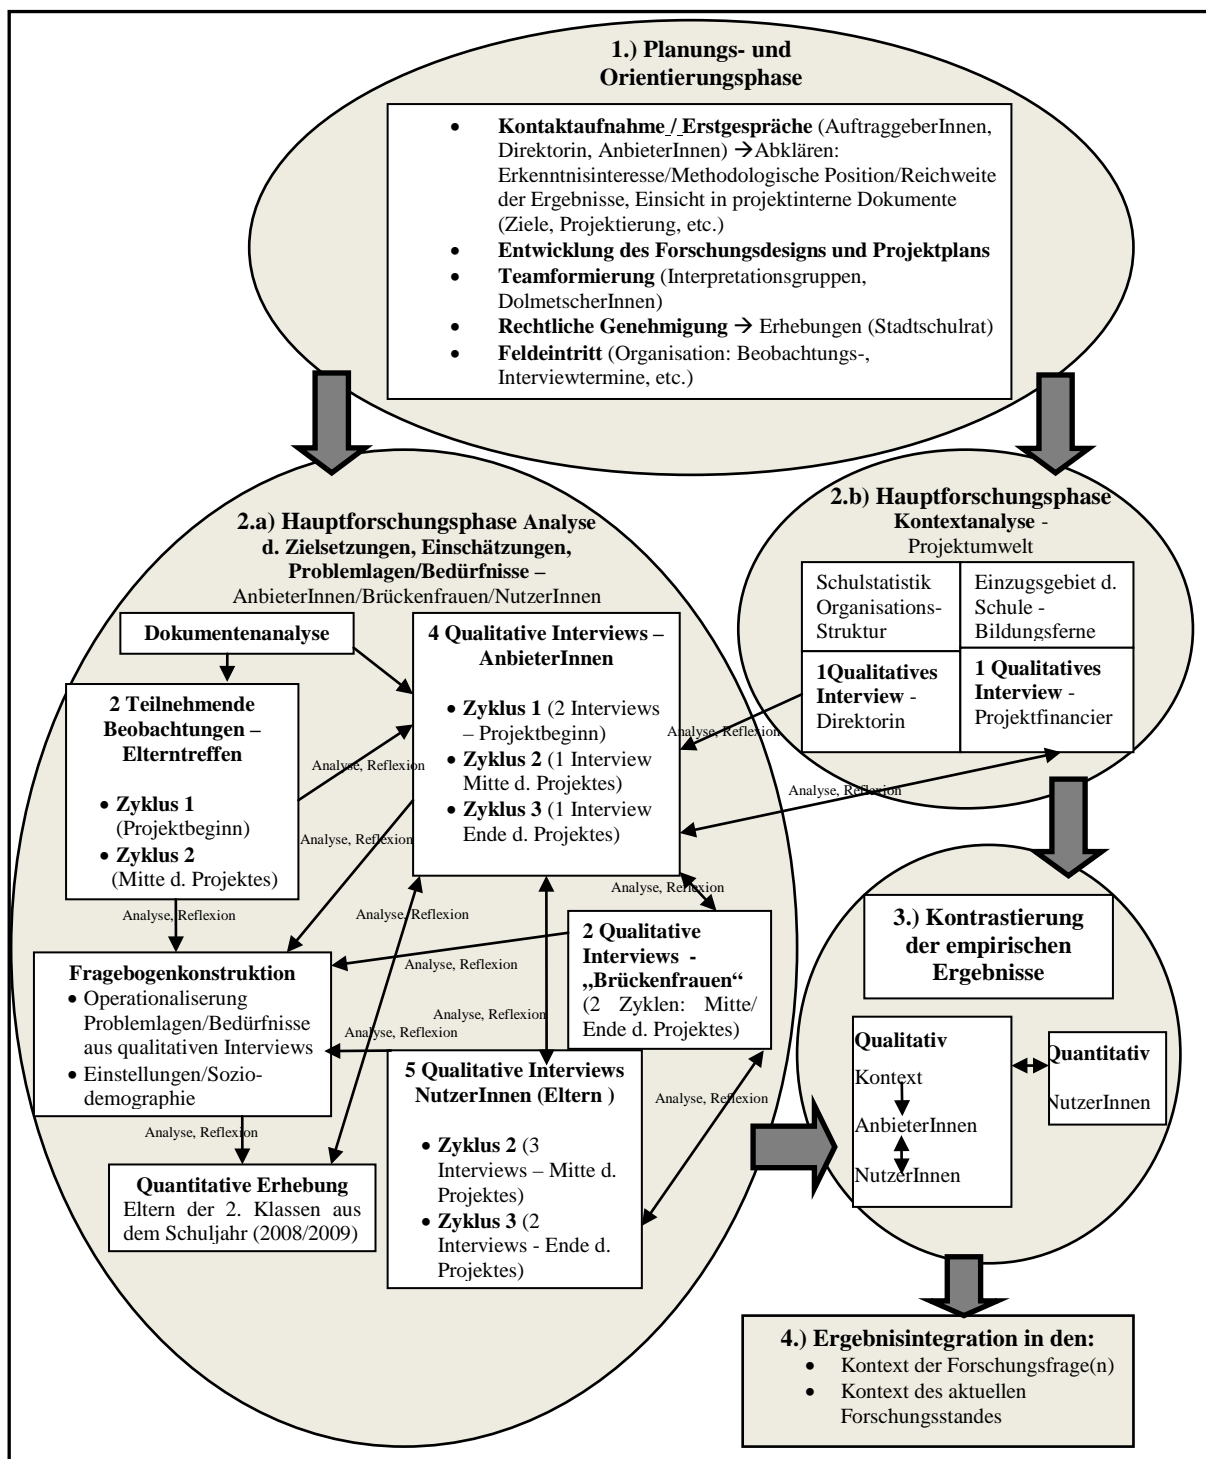 1.) Planungs- und
Orientierungsphase
• Kontaktaufnahme / Erstgespräche (AuftraggeberInnen,
Direktorin, AnbieterInnen) →Abklären:
Erkenntnisinteresse/Methodologische Position/Reichweite
der Ergebnisse, Einsicht in projektinterne Dokumente
(Ziele, Projektierung, etc.)
• Entwicklung des Forschungsdesigns und Projektplans
• Teamformierung (Interpretationsgruppen,
DolmetscherInnen)
• Rechtliche Genehmigung → Erhebungen (Stadtschulrat)
• Feldeintritt (Organisation: Beobachtungs-,
Interviewtermine, etc.)
2.a) Hauptforschungsphase Analyse
d. Zielsetzungen, Einschätzungen,
Problemlagen/Bedürfnisse –
AnbieterInnen/Brückenfrauen/NutzerInnen
Dokumentenanalyse
2 Teilnehmende
Beobachtungen –
Elterntreffen
• Zyklus 1
(Projektbeginn)
• Zyklus 2
(Mitte d. Projektes)
4 Qualitative Interviews –
AnbieterInnen
• Zyklus 1 (2 Interviews
– Projektbeginn)
• Zyklus 2 (1 Interview
Mitte d. Projektes)
• Zyklus 3 (1 Interview
Ende d. Projektes)
Analyse, Reflexion
Analyse, Reflexion
Analyse, Reflexion
Analyse, Reflexion
Analyse, Reflexion
Fragebogenkonstruktion
• Operationaliserung
Problemlagen/Bedürfnisse
aus qualitativen Interviews
• Einstellungen/Sozio-
demographie
Analyse, Reflexion
Analyse, Reflexion
Analyse, Reflexion
Analyse, Reflexion
2 Qualitative
Interviews -
„Brückenfrauen“
(2 Zyklen: Mitte/
Ende d. Projektes)
5 Qualitative Interviews
NutzerInnen (Eltern )
• Zyklus 2 (3
Interviews – Mitte d.
Projektes)
• Zyklus 3 (2
Interviews - Ende d.
Projektes)
Analyse, Reflexion
Analyse, Reflexion
Quantitative Erhebung
Eltern der 2. Klassen aus
dem Schuljahr (2008/2009)
2.b) Hauptforschungsphase
Kontextanalyse -
Projektumwelt
Schulstatistik
Organisations-
Struktur
Einzugsgebiet d.
Schule -
Bildungsferne
1Qualitatives
Interview -
Direktorin
1 Qualitatives
Interview -
Projektfinancier
Analyse, Reflexion
3.) Kontrastierung
der empirischen
Ergebnisse
Qualitativ
Kontext
AnbieterInnen
NutzerInnen
Quantitativ
NutzerInnen
4.) Ergebnisintegration in den:
• Kontext der Forschungsfrage(n)
• Kontext des aktuellen
Forschungsstandes